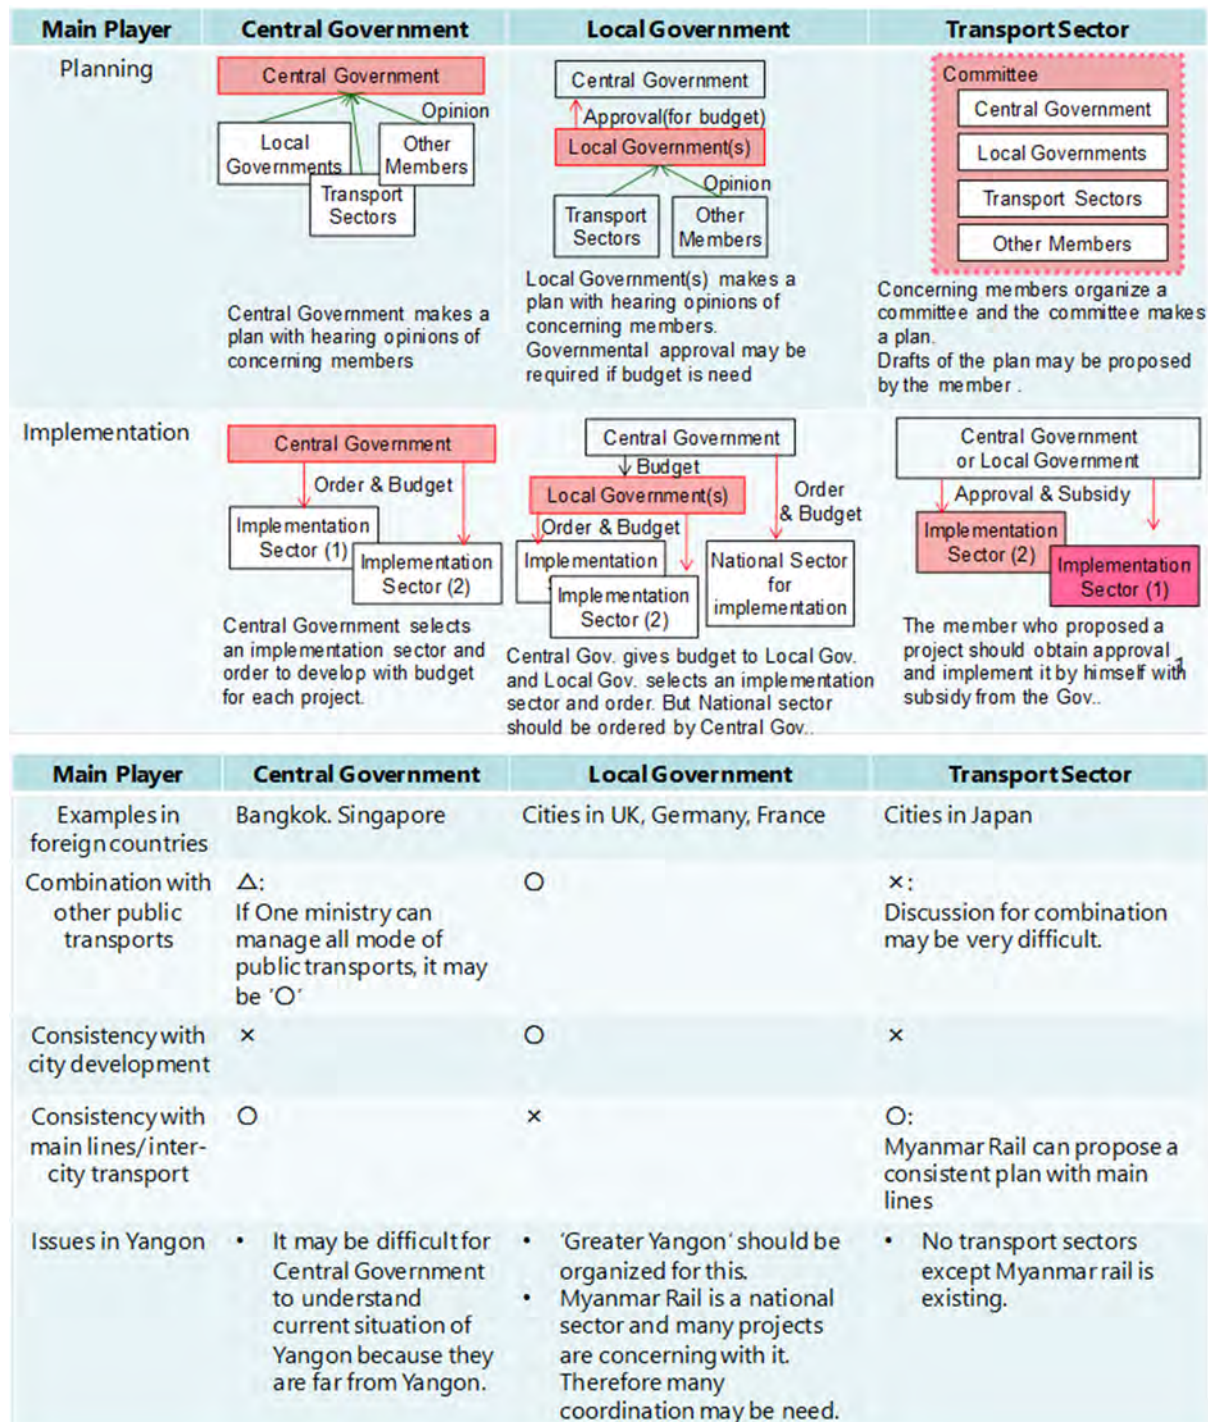 Main Player
Central Government
Local Government
Transport Sector
Planning
Central Government
Opinion
Local
Governments
Other
Members
Transport
Sectors
Central Government makes a
plan with hearing opinions of
concerning members
Central Government
Approval(for budget)
Local Government(s)
Opinion
Transport
Sectors
Other
Members
Local Government(s) makes a
plan with hearing opinions of
concerning members.
Governmental approval may be
required if budget is need
Committee
Central Government
Local Governments
Transport Sectors
Other Members
Concerning members organize a
committee and the committee makes
a plan.
Drafts of the plan may be proposed
by the member .
Implementation
Central Government
Order & Budget
Implementation
Sector (1)
Implementation
Sector (2)
Central Government selects
an implementation sector and
order to develop with budget
for each project.
Central Government
Budget
Local Government(s)
Order
& Budget
Order & Budget
Implementation
Implementation
Sector (2)
National Sector
for
implementation
Central Gov. gives budget to Local Gov.
and Local Gov. selects an implementation
sector and order. But National sector
should be ordered by Central Gov..
Central Government
or Local Government
Approval & Subsidy
Implementation
Sector (2)
Implementation
Sector (1)
The member who proposed a
project should obtain approval
and implement it by himself with
subsidy from the Gov..
1
Main Player
Central Government
Local Government
Transport Sector
Examples in
foreign countries
Bangkok. Singapore
Cities in UK, Germany, France
Cities in Japan
Combination with
other public
transports
△:
If One ministry can
manage all mode of
public transports, it may
be ´○´
○
×:
Discussion for combination
may be very difficult.
Consistency with
city development
×
○
×
Consistency with
main lines/ inter-
city transport
○
×
○:
Myanmar Rail can propose a
consistent plan with main
lines
Issues in Yangon
• It may be difficult for
Central Government
to understand
current situation of
Yangon because they
are far from Yangon.
• ´Greater Yangon´ should be
organized for this.
• Myanmar Rail is a national
sector and many projects
are concerning with it.
Therefore many
coordination may be need.
• No transport sectors
except Myanmar rail is
existing.